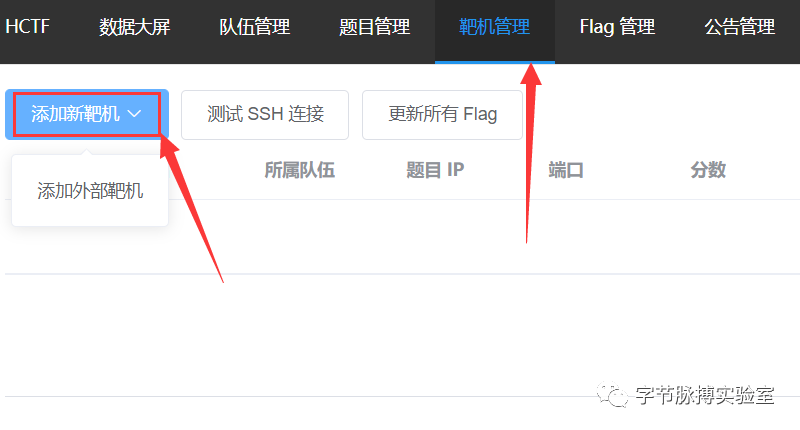 HCTF 数据大屏 队伍管理 题目管理 靶机管理 Flag 管理 公告管理
添加新靶机 测试 SSH 连接 更新所有 Flag
所属队伍 题目 IP 端口 分数
添加外部靶机
字节脉搏实验室